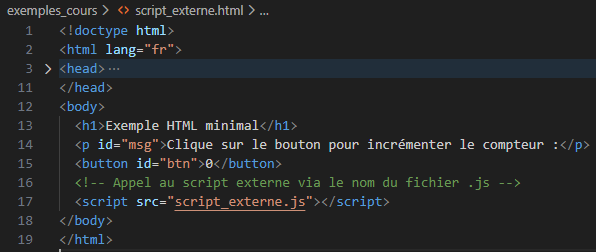 exemples_cours > <> script_externe.html > ...
1 <!doctype html>
2 <html lang="fr">
3 > <head> ...
11 </head>
12 <body>
13 <h1>Exemple HTML minimal</h1>
14 <p id="msg">Clique sur le bouton pour incrémenter le compteur :</p>
15 <button id="btn">0</button>
16 <!-- Appel au script externe via le nom du fichier .js -->
17 <script src="script_externe.js"></script>
18 </body>
19 </html>